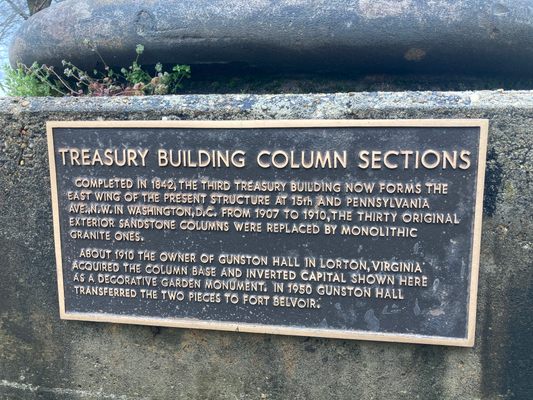 TREASURY BUILDING COLUMN SECTIONS
COMPLETED IN 1842, THE THIRD TREASURY BUILDING NOW FORMS THE
EAST WING OF THE PRESENT STRUCTURE AT 15th AND PENNSYLVANIA
AVE. N.W. IN WASHINGTON, D.C. FROM 1907 TO 1910, THE THIRTY ORIGINAL
EXTERIOR SANDSTONE COLUMNS WERE REPLACED BY MONOLITHIC
GRANITE ONES.
ABOUT 1910 THE OWNER OF GUNSTON HALL IN LORTON, VIRGINIA
ACQUIRED THE COLUMN BASE AND INVERTED CAPITAL SHOWN HERE
AS A DECORATIVE GARDEN MONUMENT. IN 1950 GUNSTON HALL
TRANSFERRED THE TWO PIECES TO FORT BELVOIR.